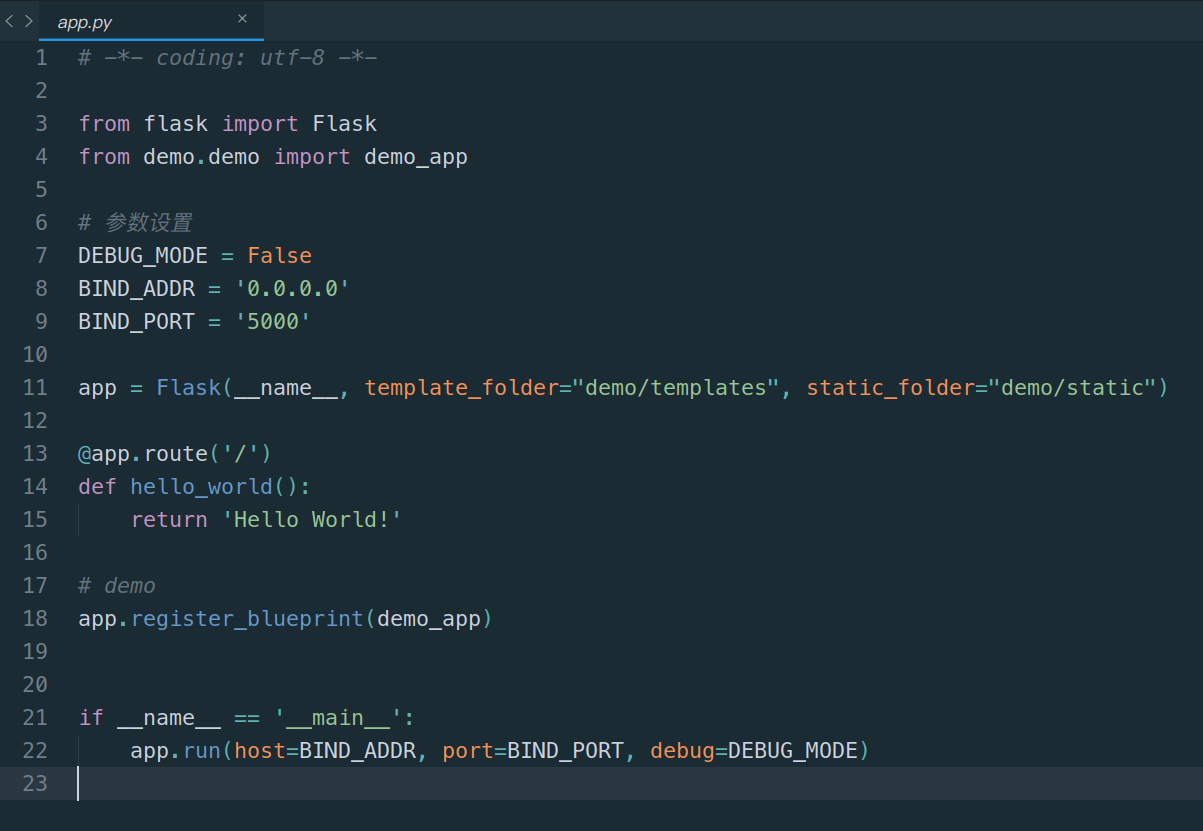 app.py
1 # -*- coding: utf-8 -*-
2
3 from flask import Flask
4 from demo.demo import demo_app
5
6 # 参数设置
7 DEBUG_MODE = False
8 BIND_ADDR = '0.0.0.0'
9 BIND_PORT = '5000'
10
11 app = Flask(__name__, template_folder="demo/templates", static_folder="demo/static")
12
13 @app.route('/')
14 def hello_world():
15     return 'Hello World!'
16
17 # demo
18 app.register_blueprint(demo_app)
19
20
21 if __name__ == '__main__':
22     app.run(host=BIND_ADDR, port=BIND_PORT, debug=DEBUG_MODE)
23